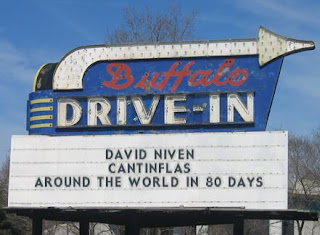 Buffalo
DRIVE-IN
DAVID NIVEN
CANTINFLAS
AROUND THE WORLD IN 80 DAYS